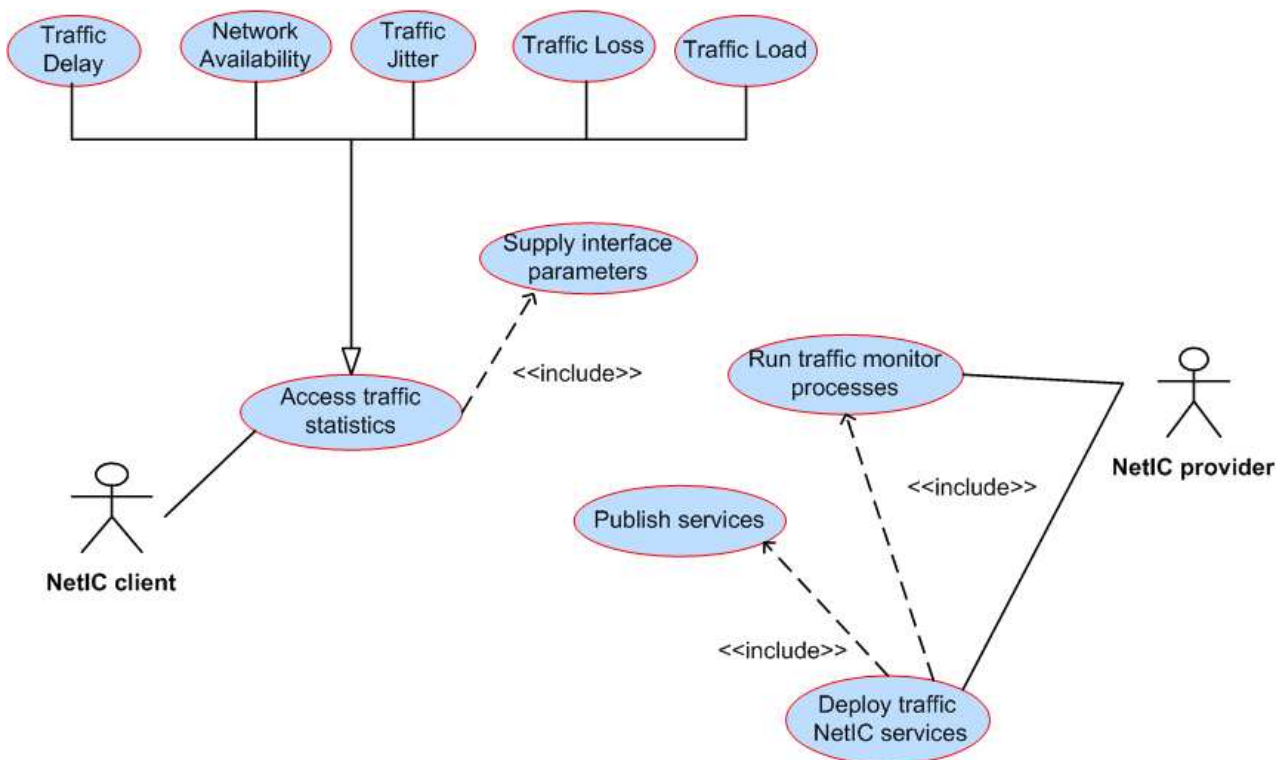 Traffic
Delay
Network
Availability
Traffic
Jitter
Traffic Loss
Traffic Load
Supply interface
parameters
<<include>>
Access traffic
statistics
NetIC client
Run traffic monitor
processes
NetIC provider
<<include>>
Publish services
<<include>>
Deploy traffic
NetIC services